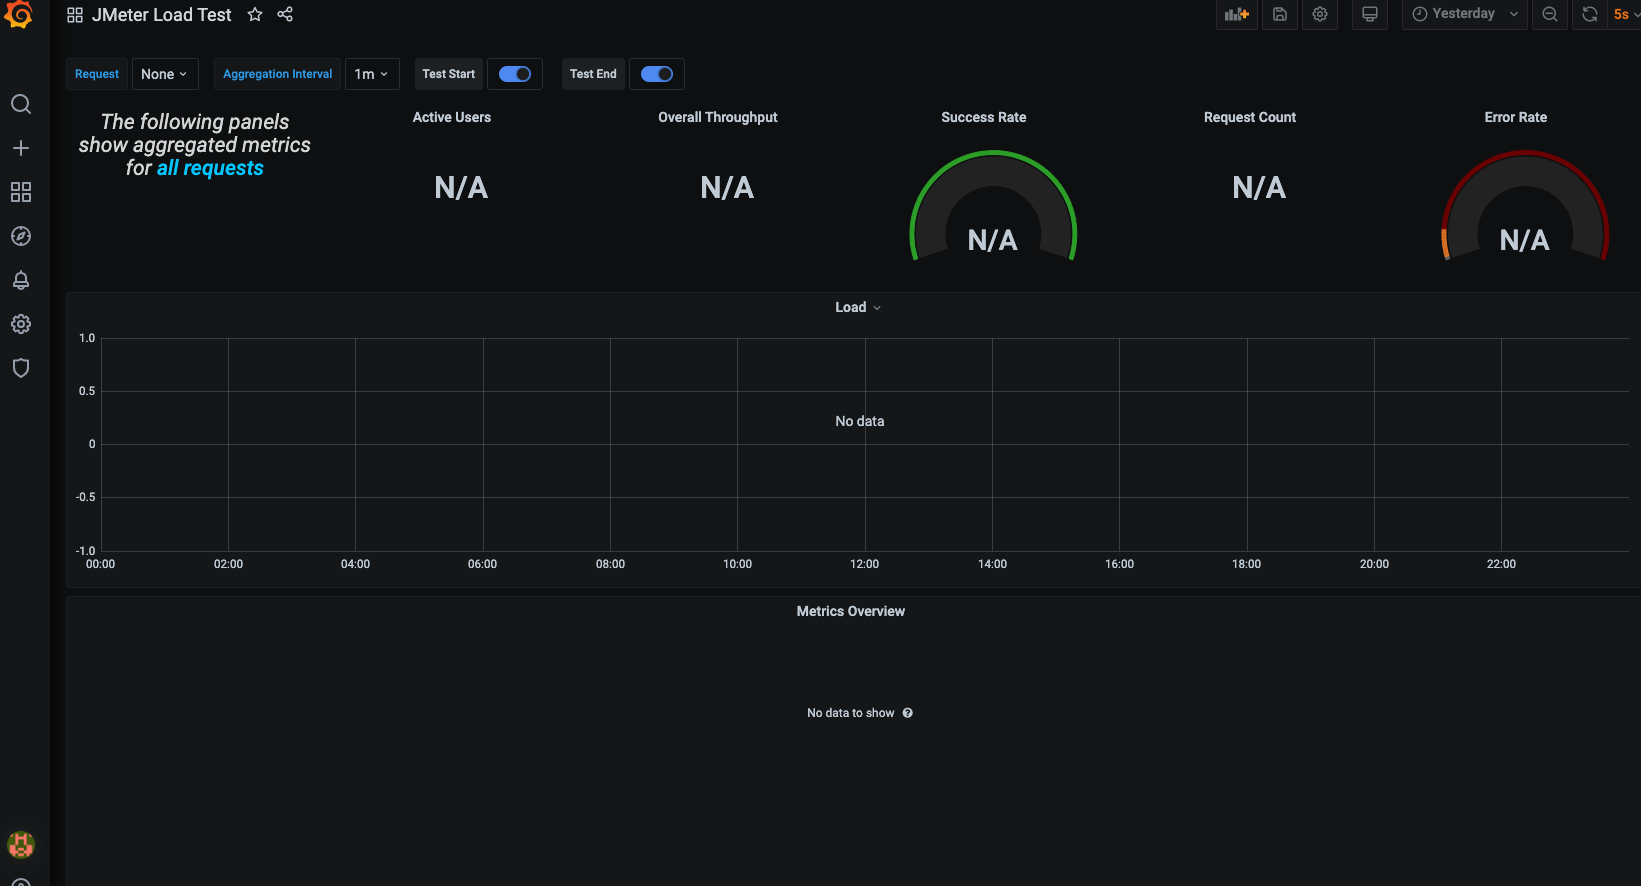 JMeter Load Test
Yesterday
5s
Request
None
Aggregation Interval
1m
Test Start
Test End
The following panels
show aggregated metrics
for all requests
Active Users
N/A
Overall Throughput
N/A
Success Rate
N/A
Request Count
N/A
Error Rate
N/A
Load
1.0
0.5
0
-0.5
-1.0
No data
00:00
02:00
04:00
06:00
08:00
10:00
12:00
14:00
16:00
18:00
20:00
22:00
Metrics Overview
No data to show